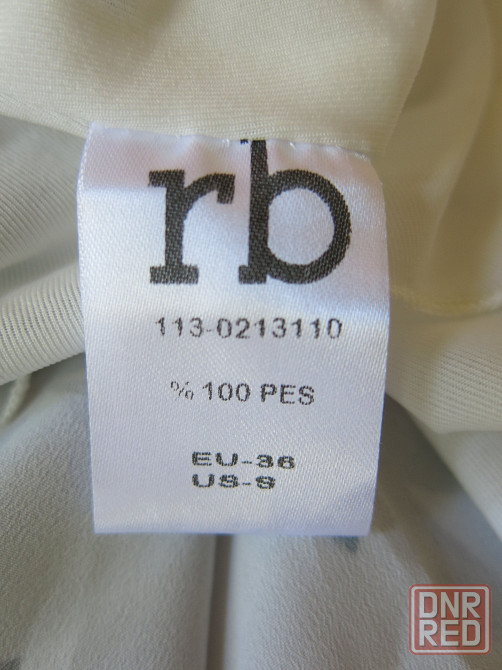 rb
113-0213110
% 100 PES
EU-36
US-S
DNR
RED